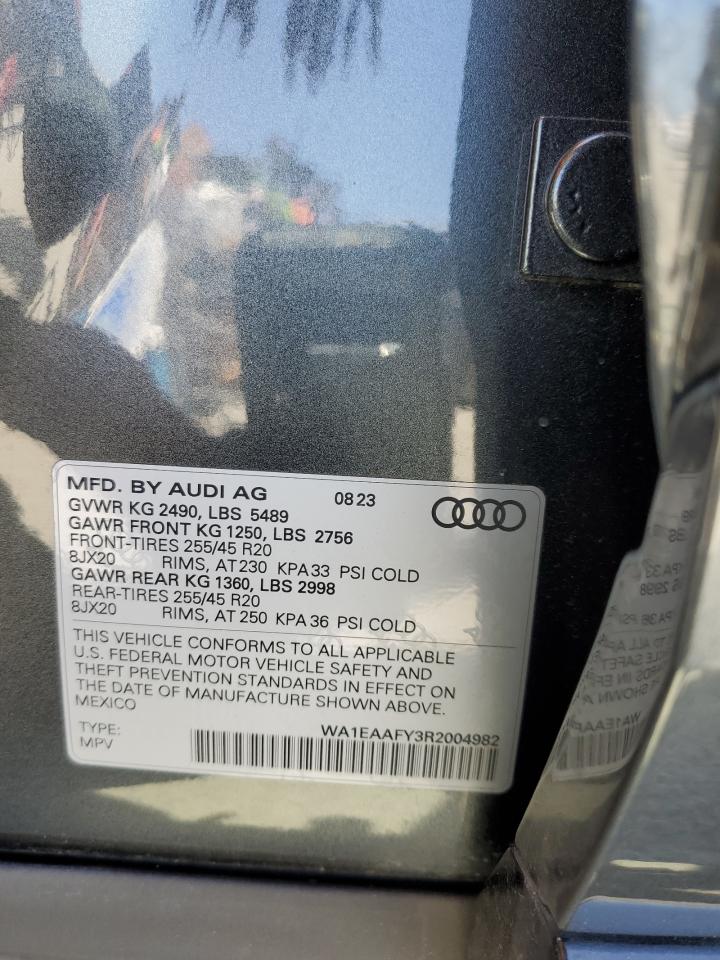 MFD. BY AUDI AG 08 23
GVWR KG 2490, LBS 5489
GAWR FRONT KG 1250, LBS 2756
FRONT-TIRES 255/45 R20
8JX20 RIMS, AT 230 KPA 33 PSI COLD
GAWR REAR KG 1360, LBS 2998
REAR-TIRES 255/45 R20
8JX20 RIMS, AT 250 KPA 36 PSI COLD
THIS VEHICLE CONFORMS TO ALL APPLICABLE
U.S. FEDERAL MOTOR VEHICLE SAFETY AND
THEFT PREVENTION STANDARDS IN EFFECT ON
THE DATE OF MANUFACTURE SHOWN ABOVE.
MEXICO
TYPE: WA1EAAFY3R2004982
MPV